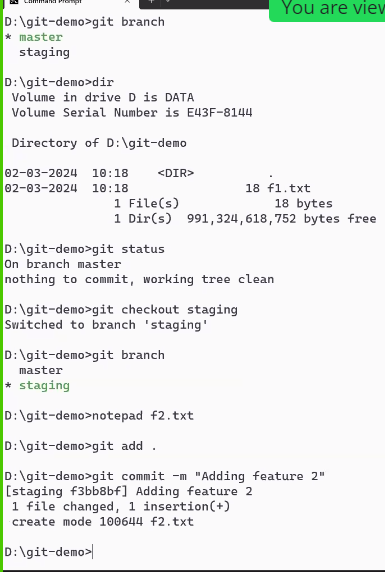 Command Prompt
You are view
D:\git-demo>git branch
* master
  staging

D:\git-demo>dir
 Volume in drive D is DATA
 Volume Serial Number is E43F-8144

 Directory of D:\git-demo

02-03-2024  10:18    <DIR>          .
02-03-2024  10:18                18 f1.txt
               1 File(s)             18 bytes
               1 Dir(s)  991,324,618,752 bytes free

D:\git-demo>git status
On branch master
nothing to commit, working tree clean

D:\git-demo>git checkout staging
Switched to branch 'staging'

D:\git-demo>git branch
  master
* staging

D:\git-demo>notepad f2.txt

D:\git-demo>git add .

D:\git-demo>git commit -m "Adding feature 2"
[staging f3bb8bf] Adding feature 2
 1 file changed, 1 insertion(+)
 create mode 100644 f2.txt

D:\git-demo>